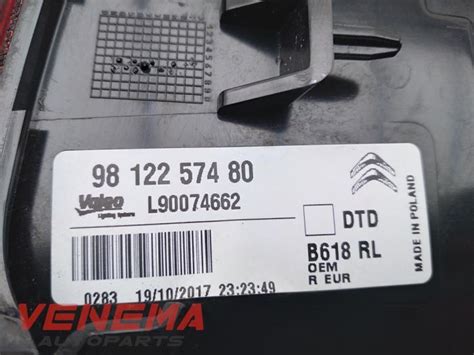 98 122 574 80
Valeo
Lighting Systems
L90074662
DTD
B618 RL
OEM
R EUR
MADE IN POLAND
0283 19/10/2017 23:23:49
VENEMA
AUTOPARTS